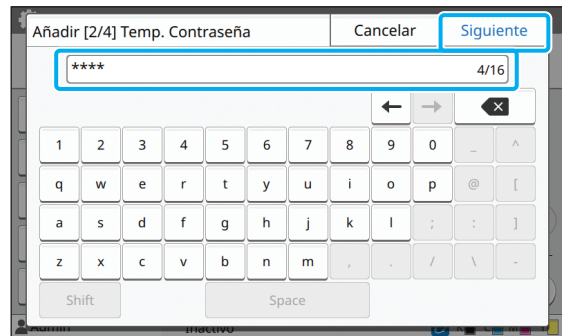 Añadir [2/4] Temp. Contraseña Cancelar Siguiente
**** 4/16
← →
1 2 3 4 5 6 7 8 9 0 _ ^
q w e r t y u i o p @ [
a s d f g h j k l ; : ]
z x c v b n m , . / \ -
Shift Space
Admin Inactivo